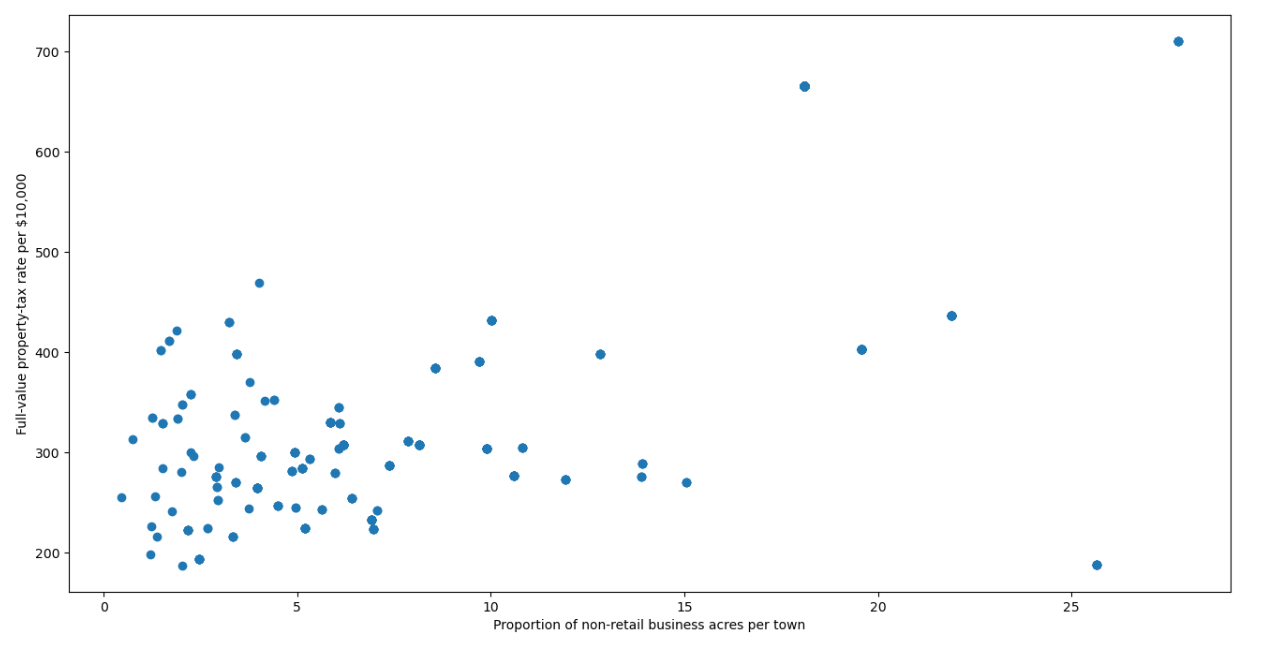 700
600
500
400
300
200
Full-value property-tax rate per $10,000
0 5 10 15 20 25
Proportion of non-retail business acres per town